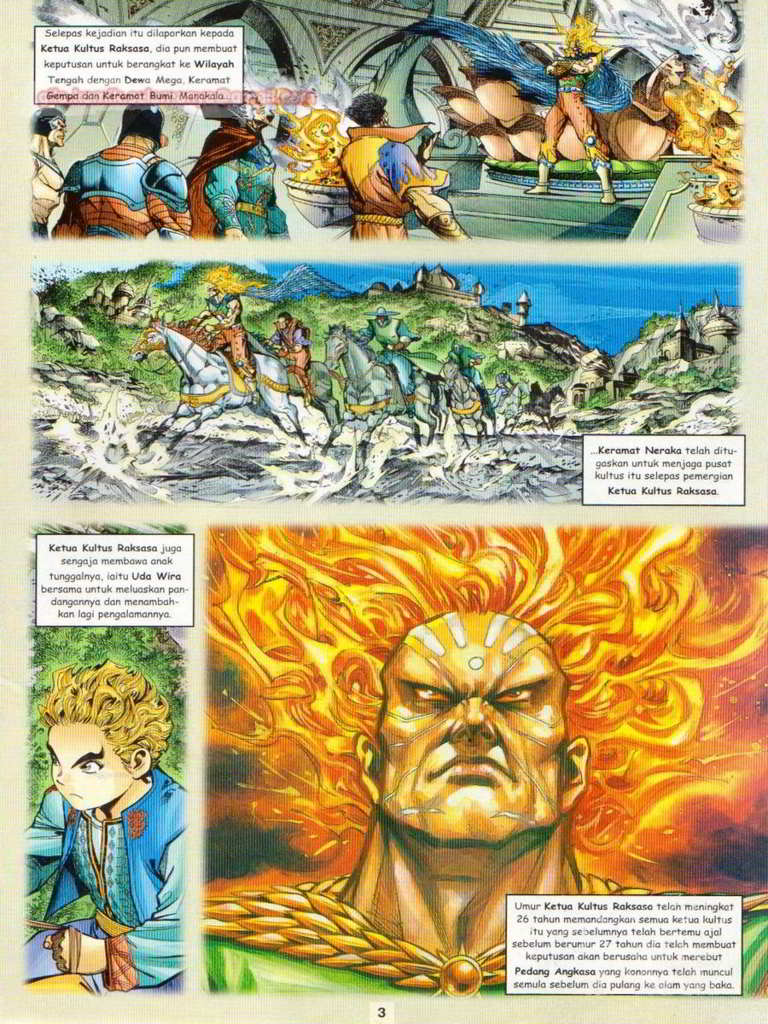 Selepas kejadian itu dilaporkan kepada
Ketua Kultus Raksasa, dia pun membuat
keputusan untuk berangkat ke Wilayah
Tengah dengan Dewa Mega, Keramat
Gempa dan Keramat Bumi. Manakala...
...Keramat Neraka telah ditu-
gaskan untuk menjaga pusat
kultus itu selepas pemergian
Ketua Kultus Raksasa.
Ketua Kultus Raksasa juga
sengaja membawa anak
tunggalnya, iaitu Uda Wira
bersama untuk meluaskan pan-
dangannya dan menambah-
kan lagi pengalamannya.
Umur Ketua Kultus Raksasa telah meningkat
26 tahun memandangkan semua ketua kultus
itu yang sebelumnya telah bertemu ajal
sebelum berumur 27 tahun dia telah membuat
keputusan akan berusaha untuk merebut
Pedang Angkasa yang kononnya telah muncul
semula sebelum dia pulang ke alam yang baka.
3